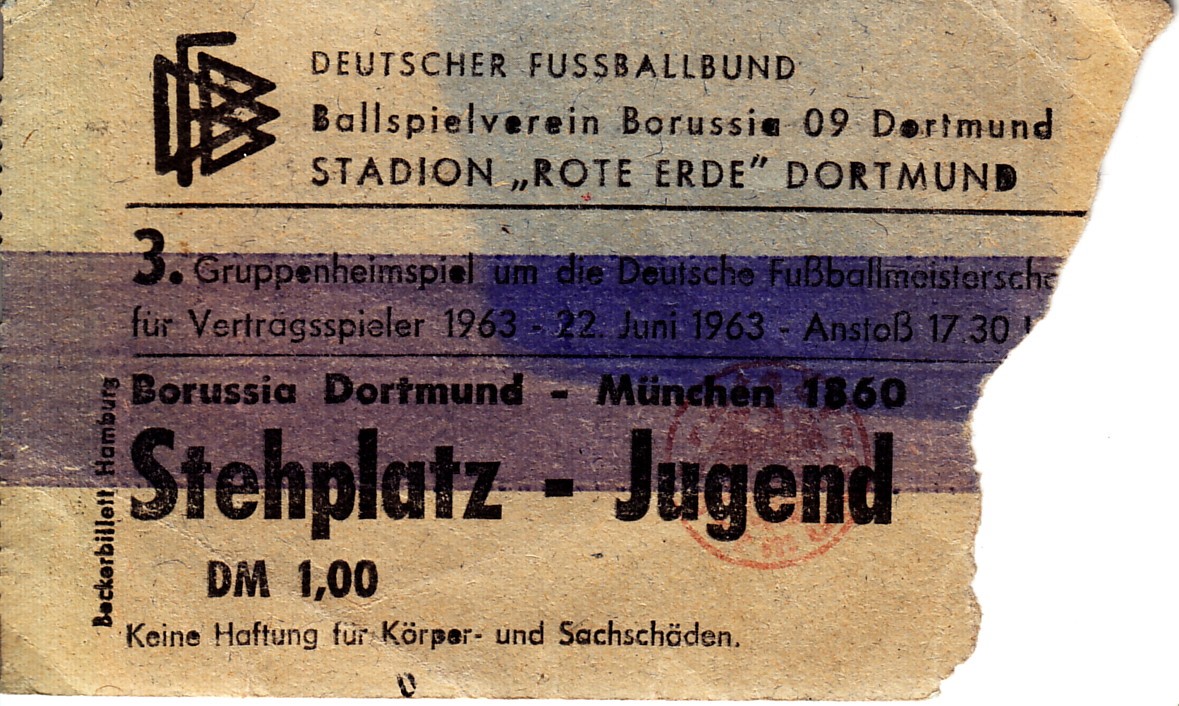 DFB
DEUTSCHER FUSSBALLBUND
Ballspielverein Borussia 09 Dortmund
STADION „ROTE ERDE” DORTMUND
3. Gruppenheimspiel um die Deutsche Fußballmeistersch
für Vertragsspieler 1963 - 22. Juni 1963 - Anstoß 17.30
Borussia Dortmund - München 1860
Stehplatz - Jugend
DM 1,00
Keine Haftung für Körper- und Sachschäden.
Beckerbillett Hamburg